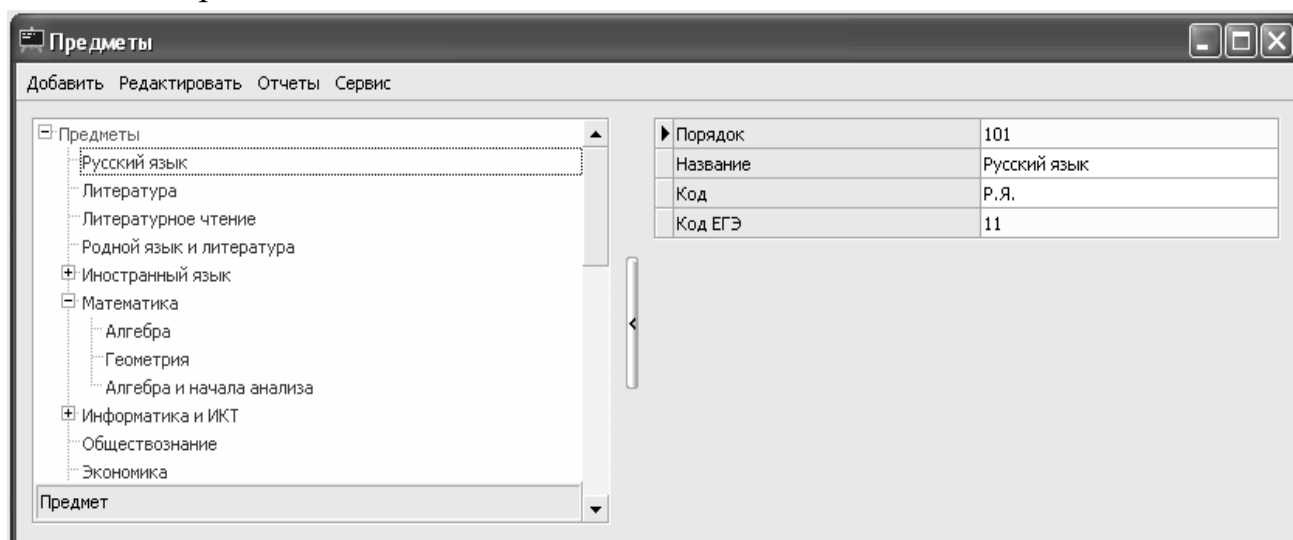 Предметы
Добавить Редактировать Отчеты Сервис
Предметы
Русский язык
Литература
Литературное чтение
Родной язык и литература
Иностранный язык
Математика
Алгебра
Геометрия
Алгебра и начала анализа
Информатика и ИКТ
Обществознание
Экономика
Предмет
Порядок 101
Название Русский язык
Код Р.Я.
Код ЕГЭ 11